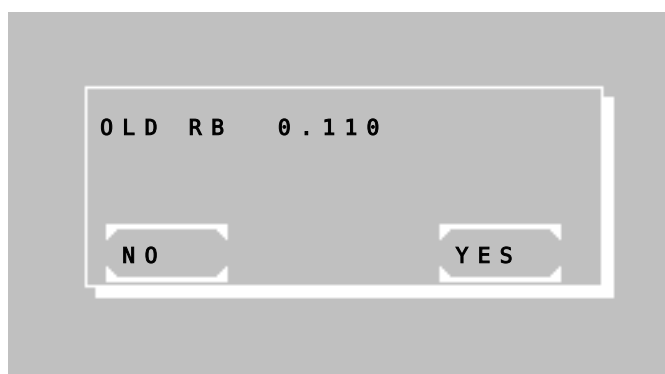 OLD RB 0.110
NO YES